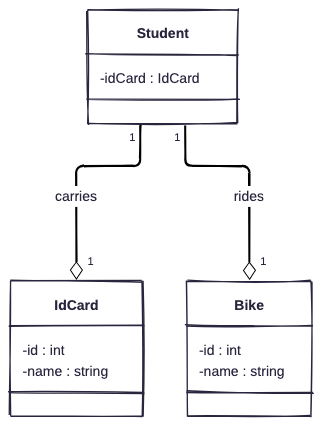 Student
-idCard : IdCard
1
1
carries
rides
1
1
IdCard
-id : int
-name : string
Bike
-id : int
-name : string